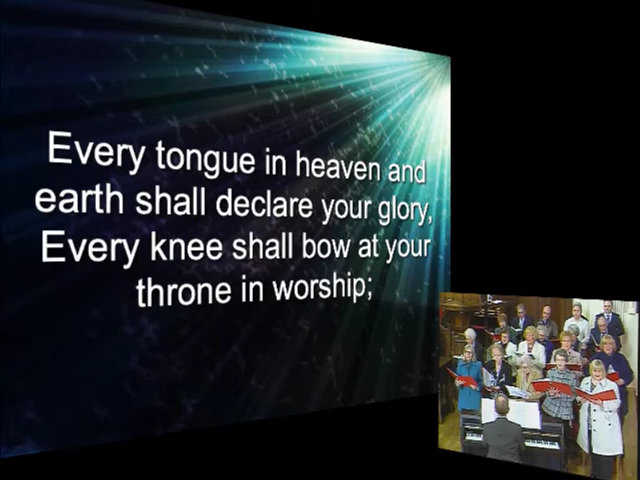 Every tongue in heaven and
earth shall declare your glory,
Every knee shall bow at your
throne in worship;